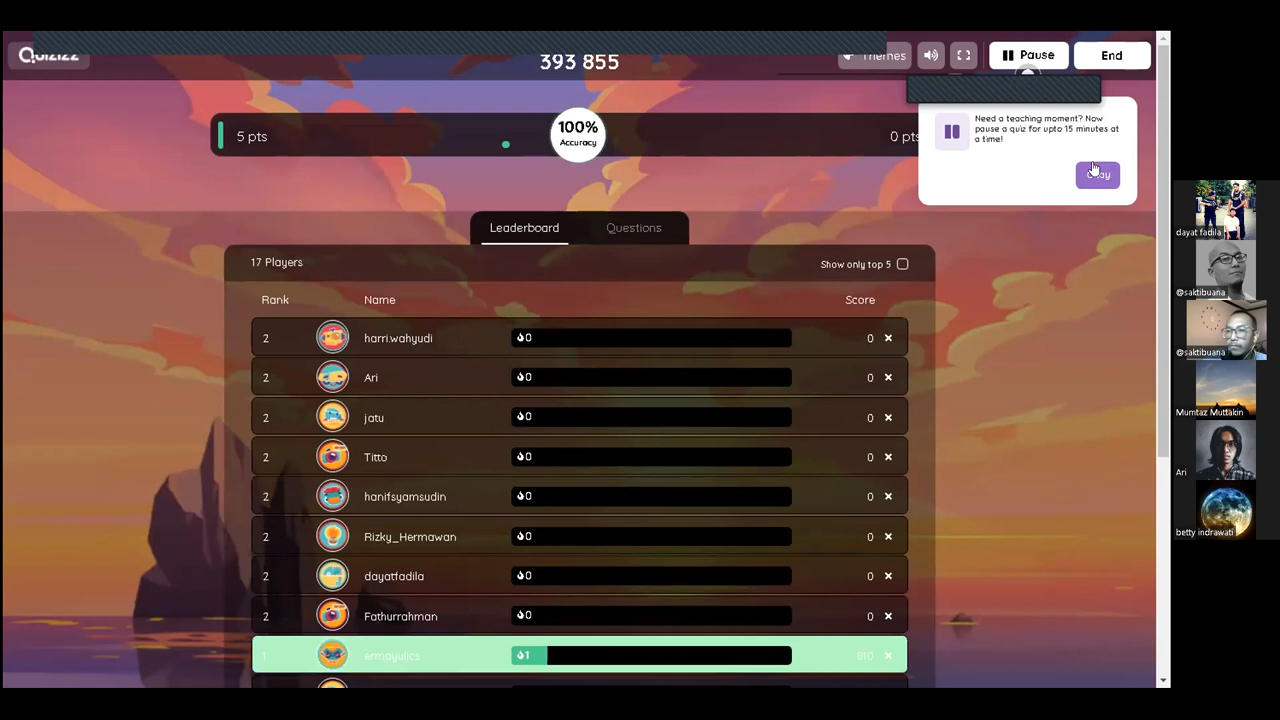 Quizizz
393 855
Themes
Pause
End
5 pts
100%
Accuracy
0 pts
Need a teaching moment? Now
pause a quiz for upto 15 minutes at
a time!
Okay
Leaderboard
Questions
17 Players
Show only top 5
Rank
Name
Score
2
harri.wahyudi
0
0
2
Ari
0
0
2
jatu
0
0
2
Titto
0
0
2
hanifsyamsudin
0
0
2
Rizky_Hermawan
0
0
2
dayatfadila
0
0
2
Fathurrahman
0
0
1
ermayulics
1
810
dayat fadila
@saktibuana
@saktibuana
Mumtaz Muttakin
Ari
betty indrawati